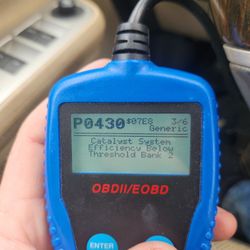 P0430 $07E8 3/6
Generic
Catalyst System
Efficiency Below
Threshold Bank 2
OBDII/EOBD
ENTER